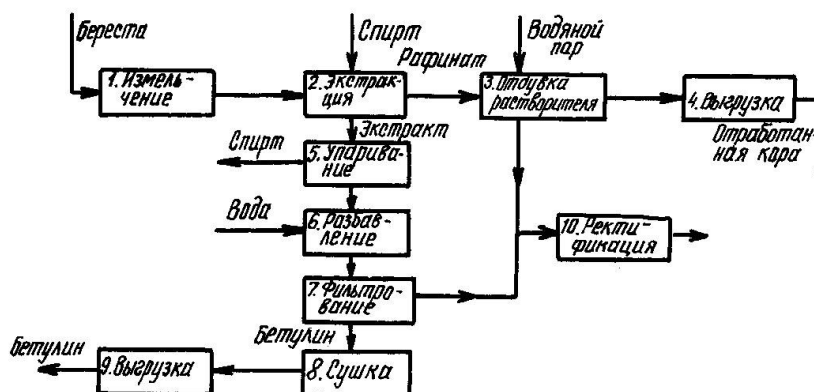 Береста
Спирт
Водяной
пар
Рафинат
1.Измель-
чение
2.Экстрак-
ция
3.Отдувка
растворителя
4.Выгрузка
Экстракт
Отработан-
ная кора
Спирт
5.Упарива-
ние
Вода
6.Разбав-
ление
10.Ректи-
фикация
7.Фильтро-
вание
Бетулин
Бетулин
9.Выгрузка
8.Сушка